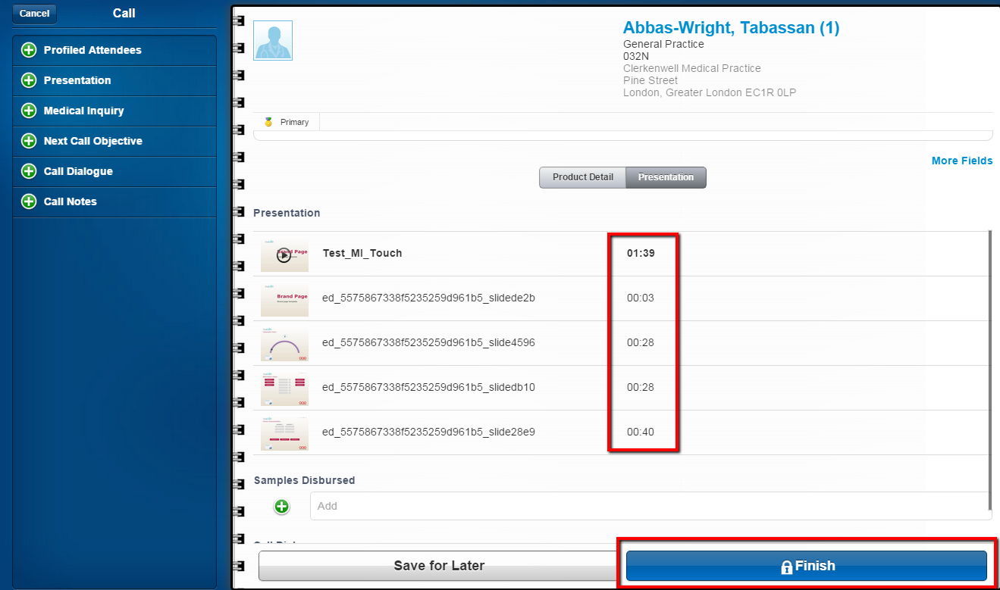 Cancel
Call
Profiled Attendees
Presentation
Medical Inquiry
Next Call Objective
Call Dialogue
Call Notes
Abbas-Wright, Tabassan (1)
General Practice
032N
Clerkenwell Medical Practice
Pine Street
London, Greater London EC1R 0LP
Primary
More Fields
Product Detail
Presentation
Presentation
Brand Page
Test_MI_Touch
01:39
Brand Page
ed_5575867338f5235259d961b5_slidede2b
00:03
ed_5575867338f5235259d961b5_slide4596
00:28
ed_5575867338f5235259d961b5_slidedb10
00:28
ed_5575867338f5235259d961b5_slide28e9
00:40
Samples Disbursed
Add
Save for Later
Finish